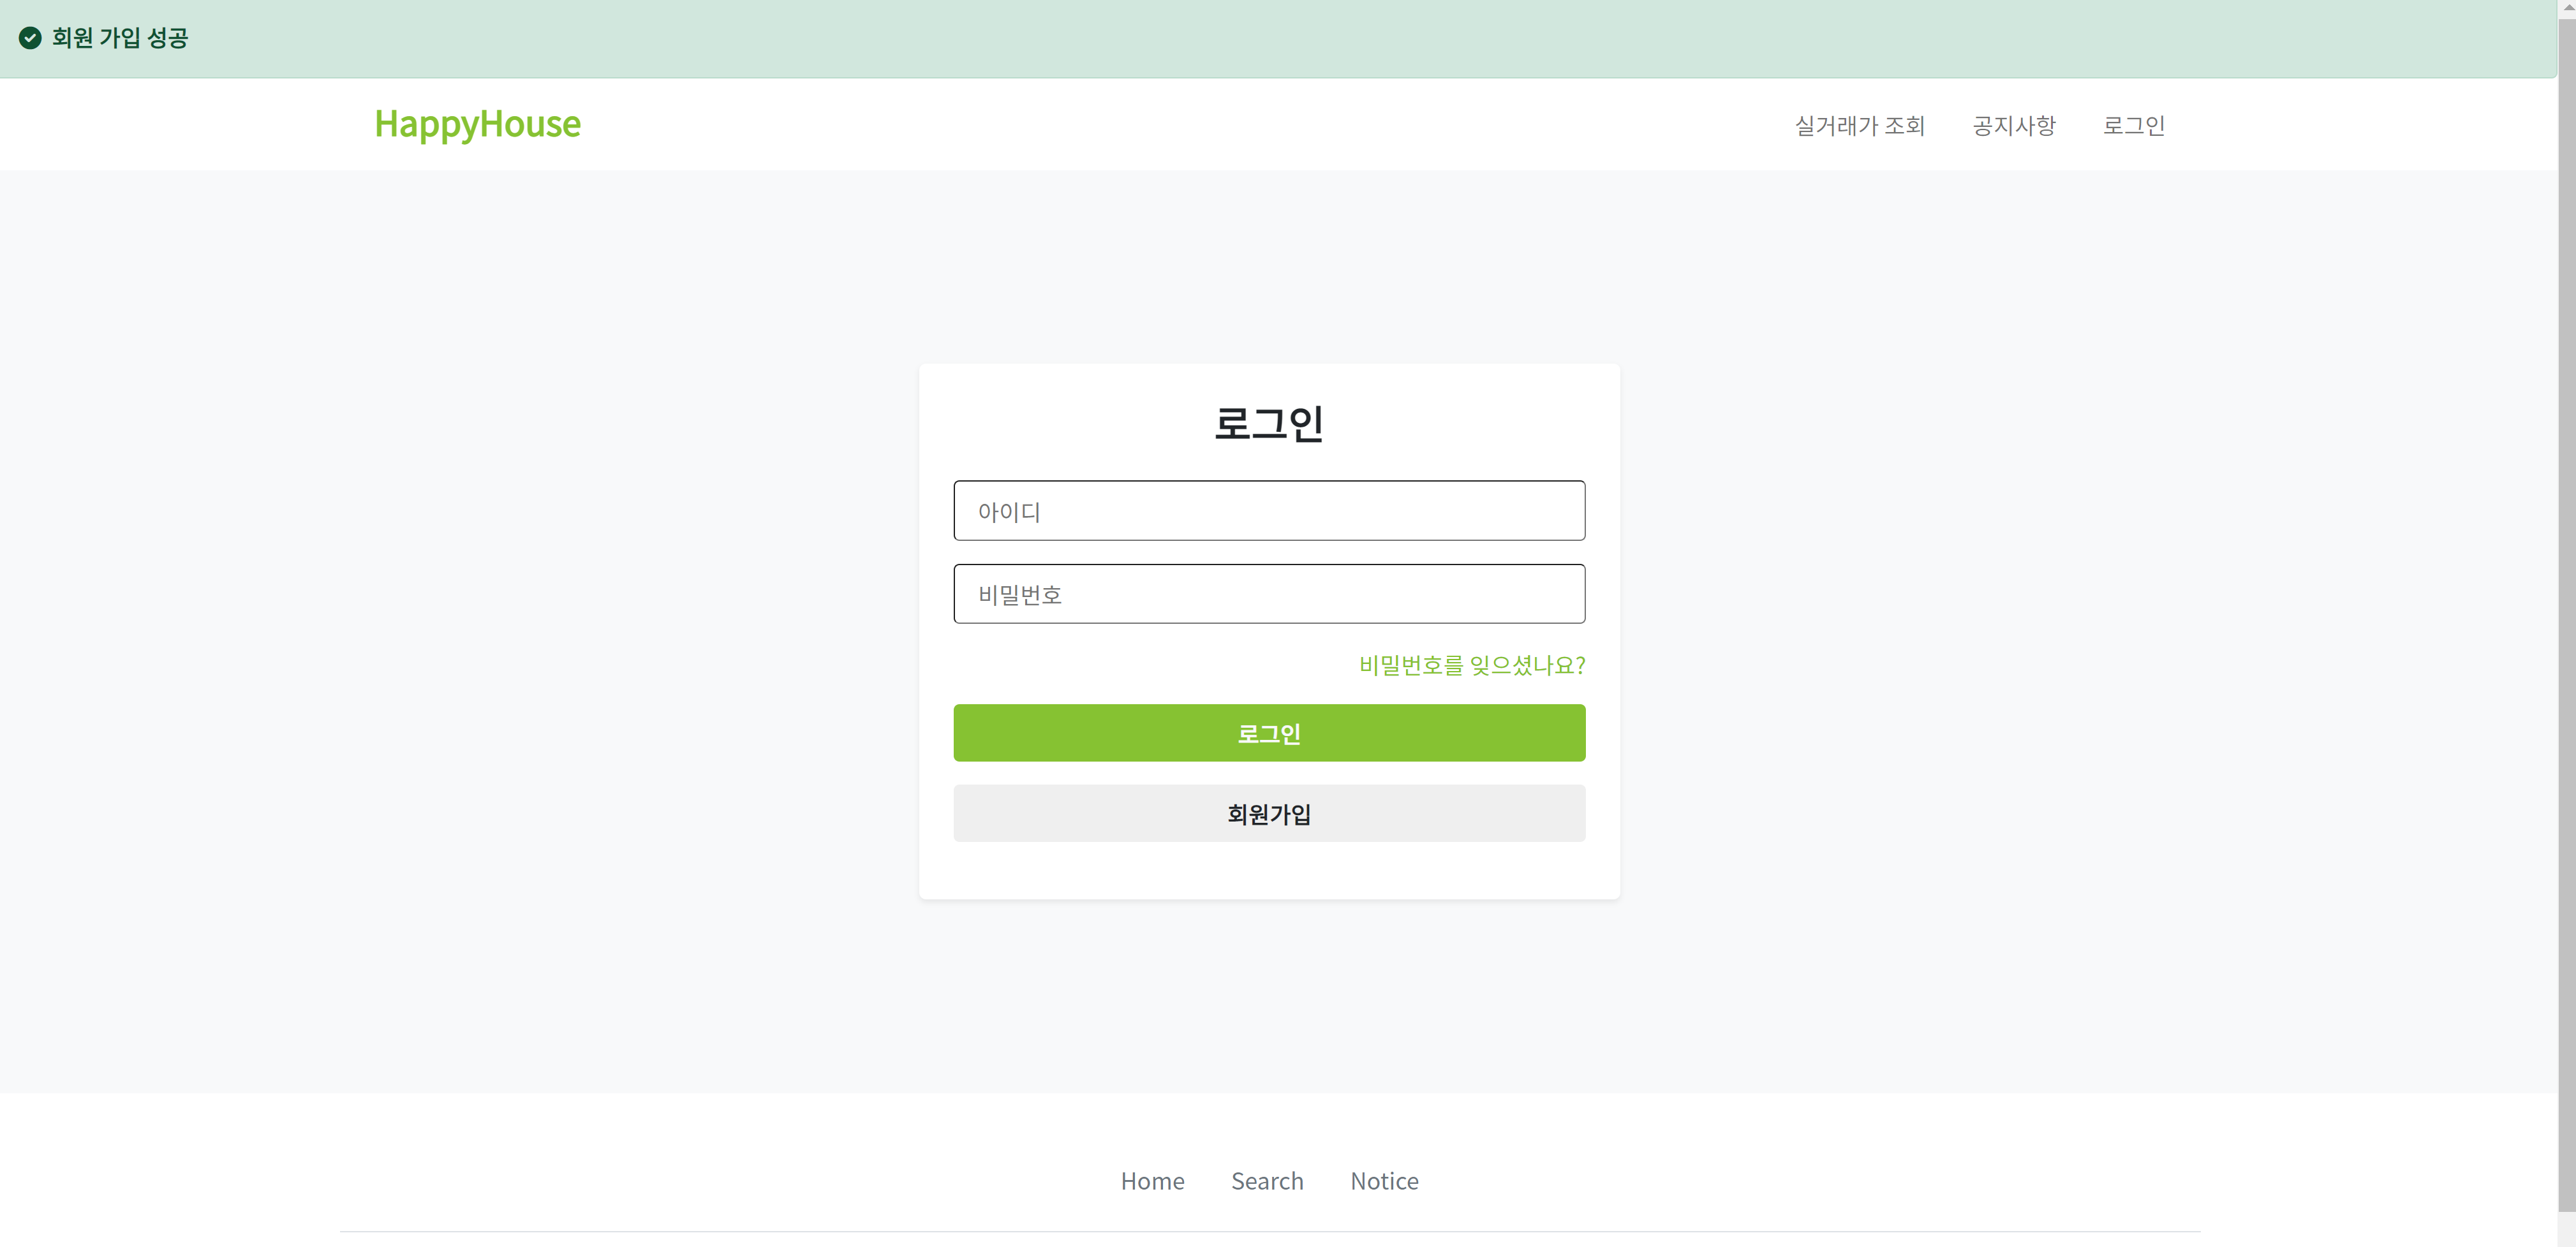 회원 가입 성공
HappyHouse
실거래가 조회 공지사항 로그인
로그인
아이디
비밀번호
비밀번호를 잊으셨나요?
로그인
회원가입
Home Search Notice